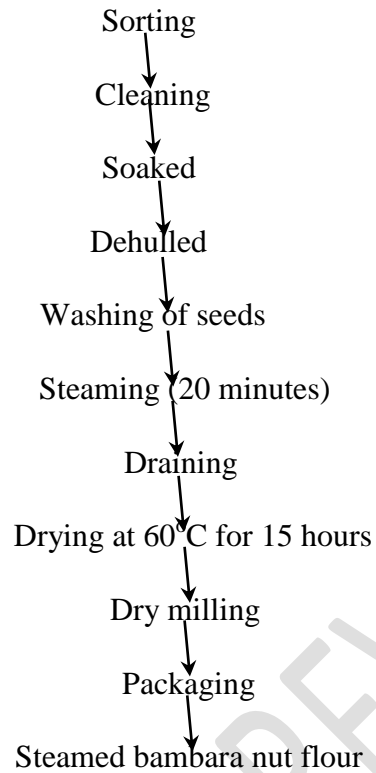 Sorting
Cleaning
Soaked
Dehulled
Washing of seeds
Steaming (20 minutes)
Draining
Drying at 60°C for 15 hours
Dry milling
Packaging
Steamed bambara nut flour